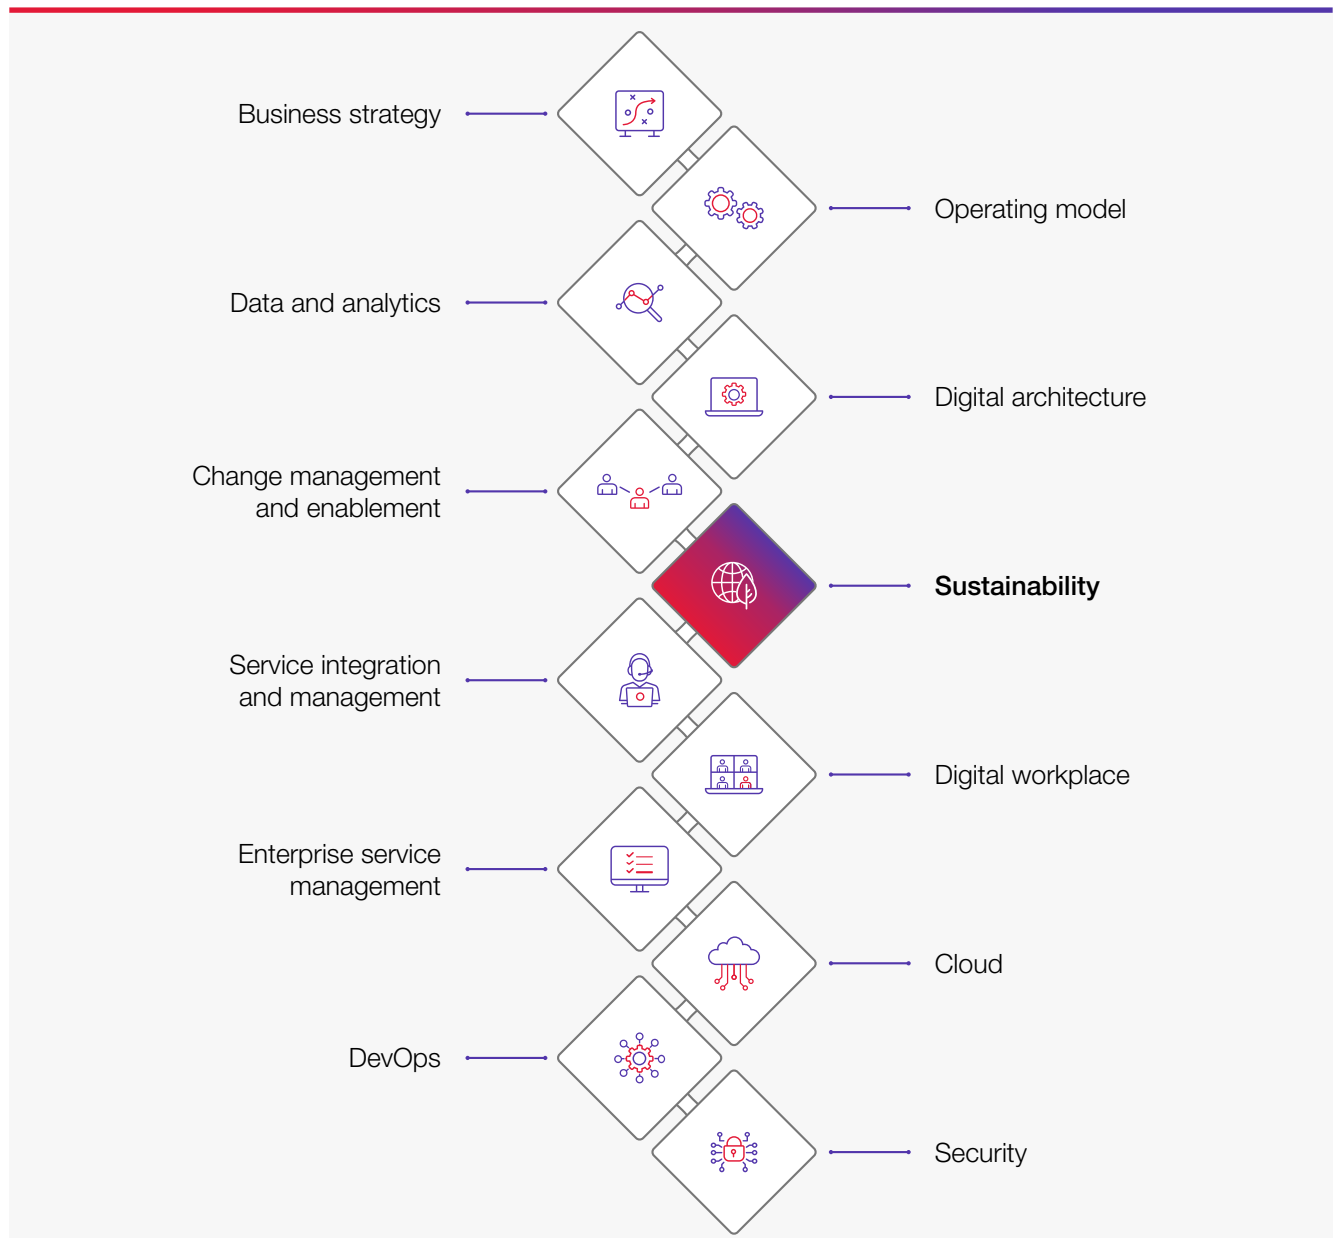 Business strategy
Operating model
Data and analytics
Digital architecture
Change management
and enablement
Sustainability
Service integration
and management
Digital workplace
Enterprise service
management
Cloud
DevOps
Security